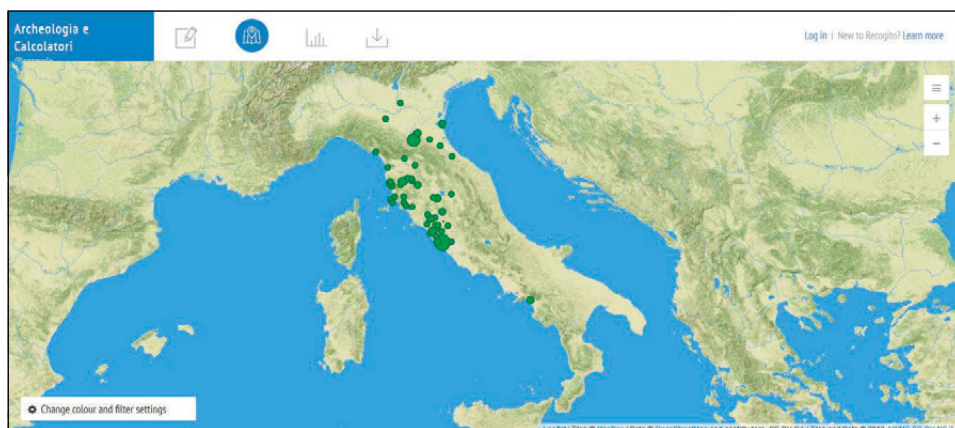 Archeologia e
Calcolatori
Log in | New to Recogito? Learn more
+
−
Change colour and filter settings